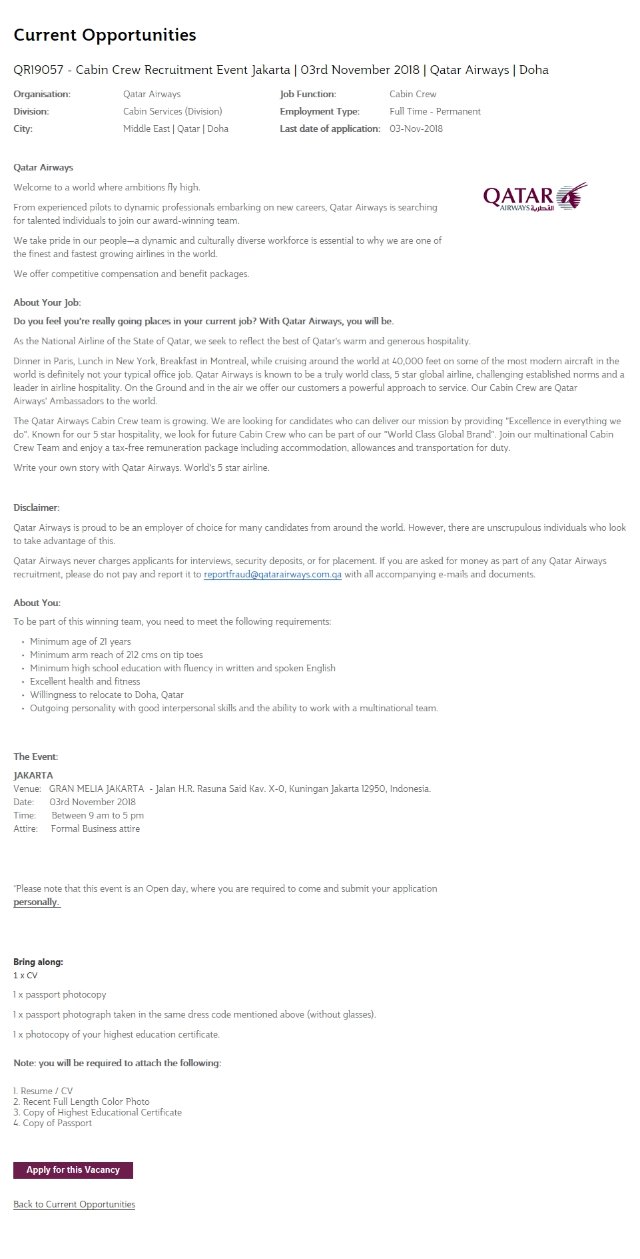 Current Opportunities
QR19057 - Cabin Crew Recruitment Event Jakarta | 03rd November 2018 | Qatar Airways | Doha
Organisation: Qatar Airways Job Function: Cabin Crew
Division: Cabin Services (Division) Employment Type: Full Time - Permanent
City: Middle East | Qatar | Doha Last date of application: 03-Nov-2018
Qatar Airways
Welcome to a world where ambitions fly high.
QATAR
AIRWAYS القطرية
From experienced pilots to dynamic professionals embarking on new careers, Qatar Airways is searching
for talented individuals to join our award-winning team.
We take pride in our people—a dynamic and culturally diverse workforce is essential to why we are one of
the finest and fastest growing airlines in the world.
We offer competitive compensation and benefit packages.
About Your Job:
Do you feel you're really going places in your current job? With Qatar Airways, you will be.
As the National Airline of the State of Qatar, we seek to reflect the best of Qatar's warm and generous hospitality.
Dinner in Paris, Lunch in New York, Breakfast in Montreal, while cruising around the world at 40,000 feet on some of the most modern aircraft in the
world is definitely not your typical office job. Qatar Airways is known to be a truly world class, 5 star global airline, challenging established norms and a
leader in airline hospitality. On the Ground and in the air we offer our customers a powerful approach to service. Our Cabin Crew are Qatar
Airways' Ambassadors to the world.
The Qatar Airways Cabin Crew team is growing. We are looking for candidates who can deliver our mission by providing "Excellence in everything we
do". Known for our 5 star hospitality, we look for future Cabin Crew who can be part of our "World Class Global Brand". Join our multinational Cabin
Crew Team and enjoy a tax-free remuneration package including accommodation, allowances and transportation for duty.
Write your own story with Qatar Airways. World's 5 star airline.
Disclaimer:
Qatar Airways is proud to be an employer of choice for many candidates from around the world. However, there are unscrupulous individuals who look
to take advantage of this.
Qatar Airways never charges applicants for interviews, security deposits, or for placement. If you are asked for money as part of any Qatar Airways
recruitment, please do not pay and report it to reportfraud@qatarairways.com.qa with all accompanying e-mails and documents.
About You:
To be part of this winning team, you need to meet the following requirements:
• Minimum age of 21 years
• Minimum arm reach of 212 cms on tip toes
• Minimum high school education with fluency in written and spoken English
• Excellent health and fitness
• Willingness to relocate to Doha, Qatar
• Outgoing personality with good interpersonal skills and the ability to work with a multinational team.
The Event:
JAKARTA
Venue: GRAN MELIA JAKARTA - Jalan H.R. Rasuna Said Kav. X-0, Kuningan Jakarta 12950, Indonesia.
Date: 03rd November 2018
Time: Between 9 am to 5 pm
Attire: Formal Business attire
"Please note that this event is an Open day, where you are required to come and submit your application
personally.
Bring along:
1 x CV
1 x passport photocopy
1 x passport photograph taken in the same dress code mentioned above (without glasses).
1 x photocopy of your highest education certificate.
Note: you will be required to attach the following:
1. Resume / CV
2. Recent Full Length Color Photo
3. Copy of Highest Educational Certificate
4. Copy of Passport
Apply for this Vacancy
Back to Current Opportunities